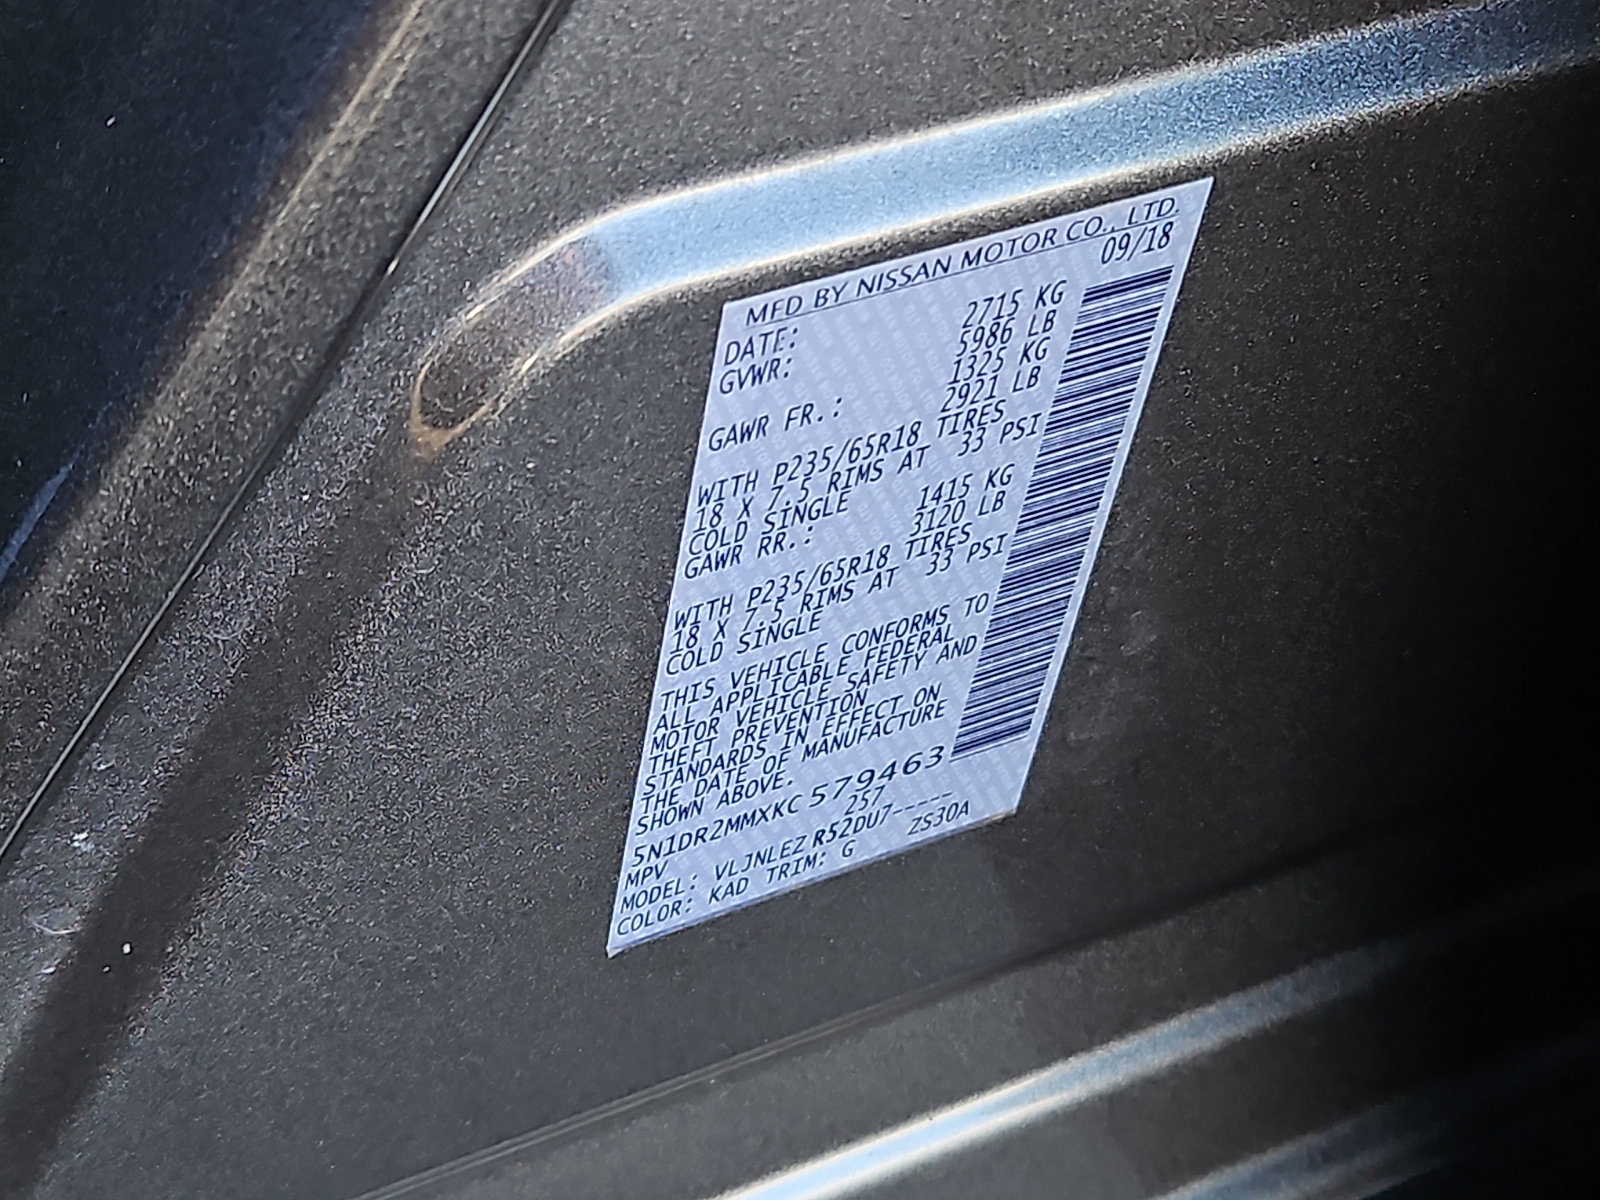 MFD BY NISSAN MOTOR CO., LTD.
DATE: 09/18
GVWR: 2715 KG
5986 LB
GAWR FR.: 1325 KG
2921 LB
WITH P235/65R18 TIRES
18 X 7.5 RIMS AT 33 PSI
COLD SINGLE
GAWR RR.: 1415 KG
3120 LB
WITH P235/65R18 TIRES
18 X 7.5 RIMS AT 33 PSI
COLD SINGLE
THIS VEHICLE CONFORMS TO
ALL APPLICABLE FEDERAL
MOTOR VEHICLE SAFETY AND
THEFT PREVENTION
STANDARDS IN EFFECT ON
THE DATE OF MANUFACTURE
SHOWN ABOVE.
5N1DR2MMXKC 579463
MPV 257
MODEL: VLJNLEZ R52DU7-----
COLOR: KAD TRIM: G ZS30A